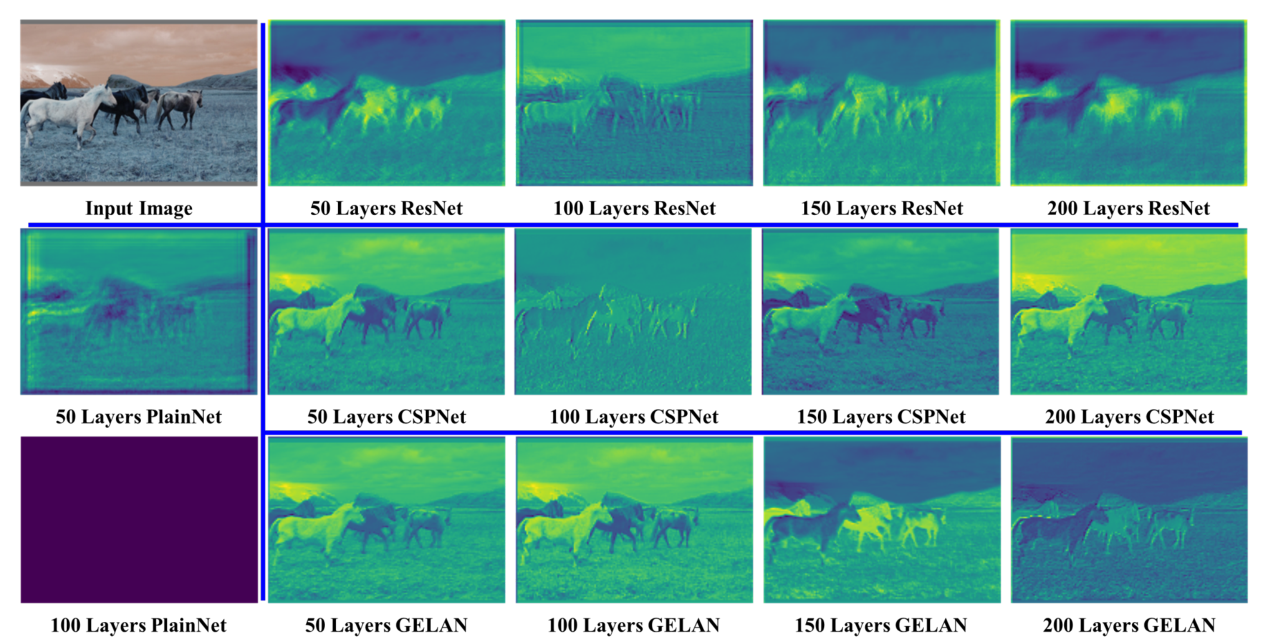 Input Image
50 Layers ResNet
100 Layers ResNet
150 Layers ResNet
200 Layers ResNet
50 Layers PlainNet
50 Layers CSPNet
100 Layers CSPNet
150 Layers CSPNet
200 Layers CSPNet
100 Layers PlainNet
50 Layers GELAN
100 Layers GELAN
150 Layers GELAN
200 Layers GELAN